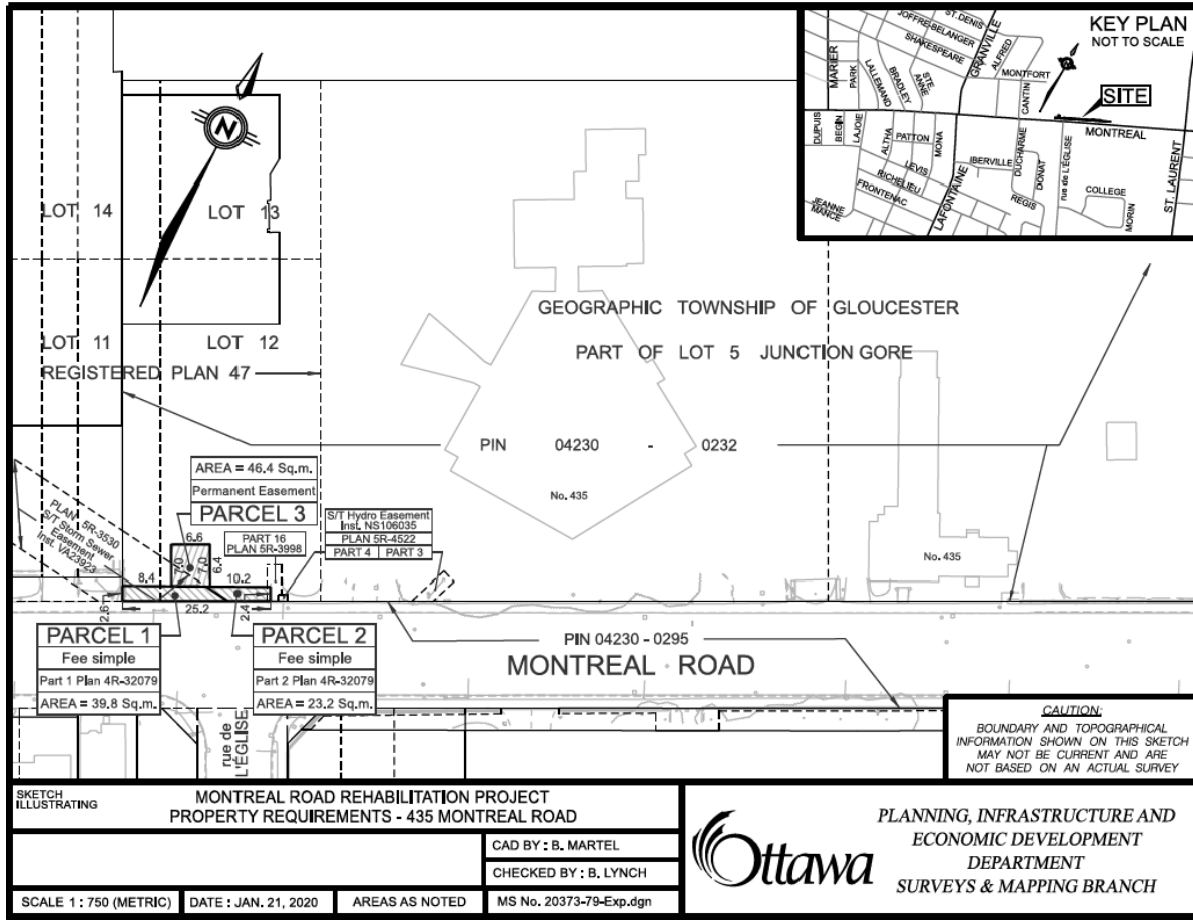 KEY PLAN
NOT TO SCALE
ST. DENIS
JOFFRE-BELANGER
SHAKESPEARE
GRANVILLE
ALFRED
MONTFORT
MARIER
PARK
LALLEMAND
BRADLEY
STE. ANNE
CANTIN
SITE
MONTREAL
DUPUIS
BEGIN
LAJOIE
ALTHA
PATTON
MONA
LEVIS
RICHELIEU
FRONTENAC
JEANNE
MANCE
LAFONTAINE
IBERVILLE
DUCHARME
DONAT
REGIS
rue de L'ÉGLISE
COLLEGE
MORIN
ST. LAURENT
N
LOT 14
LOT 13
LOT 11
LOT 12
REGISTERED PLAN 47
GEOGRAPHIC TOWNSHIP OF GLOUCESTER
PART OF LOT 5 JUNCTION GORE
PIN 04230 - 0232
No. 435
No. 435
AREA = 46.4 Sq.m.
Permanent Easement
PARCEL 3
PLAN 5R-3530
S/T Storm Sewer
Easement
Inst. VA23923
PART 16
PLAN 5R-3998
S/T Hydro Easement
Inst. NS106035
PLAN 5R-4522
PART 4 PART 3
6.6
7.0
7.0
6.4
8.4
10.2
2.6
25.2
2.4
PARCEL 1
Fee simple
Part 1 Plan 4R-32079
AREA = 39.8 Sq.m.
PARCEL 2
Fee simple
Part 2 Plan 4R-32079
AREA = 23.2 Sq.m.
PIN 04230 - 0295
MONTREAL ROAD
rue de
L'ÉGLISE
CAUTION:
BOUNDARY AND TOPOGRAPHICAL
INFORMATION SHOWN ON THIS SKETCH
MAY NOT BE CURRENT AND ARE
NOT BASED ON AN ACTUAL SURVEY
SKETCH
ILLUSTRATING
MONTREAL ROAD REHABILITATION PROJECT
PROPERTY REQUIREMENTS - 435 MONTREAL ROAD
CAD BY : B. MARTEL
CHECKED BY : B. LYNCH
SCALE 1 : 750 (METRIC) DATE : JAN. 21, 2020 AREAS AS NOTED MS No. 20373-79-Exp.dgn
Ottawa
PLANNING, INFRASTRUCTURE AND
ECONOMIC DEVELOPMENT
DEPARTMENT
SURVEYS & MAPPING BRANCH